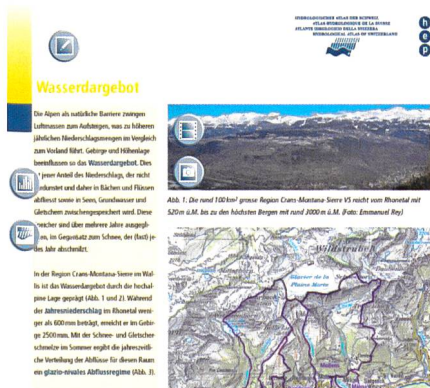 HYDROLOGISCHER ATLAS DER SCHWEIZ
ATLAS HYDROLOGIQUE DE LA SUISSE
ATLANTE IDROLOGICO DELLA SVIZZERA
HYDROLOGICAL ATLAS OF SWITZERLAND
h
e
p
Wasserdargebot
Die Alpen als natürliche Barriere zwingen
Luftmassen zum Aufsteigen, was zu höheren
jährlichen Niederschlagsmengen im Vergleich
zum Vorland führt. Gebirge und Höhenlage
beeinflussen so das Wasserdargebot. Dies
jener Anteil des Niederschlags, der nicht
verdunstet und daher in Bächen und Flüssen
abfliesst sowie in Seen, Grundwasser und
Gletschern zwischengespeichert wird. Diese
Speicher sind über mehrere Jahre ausgegli-
en, im Gegensatz zum Schnee, der (fast) je-
des Jahr abschmilzt.
In der Region Crans-Montana-Sierre im Wal-
lis ist das Wasserdargebot durch die hochal-
pine Lage geprägt (Abb. 1 und 2). Während
der Jahresniederschlag im Rhonetal weni-
ger als 600 mm beträgt, erreicht er im Gebir-
ge 2500 mm. Mit der Schnee- und Gletscher-
schmelze im Sommer ergibt die jahreszeitli-
che Verteilung der Abflüsse für diesen Raum
ein glazio-nivales Abflussregime (Abb. 3).
Abb. 1. Die rund 100 km² grosse Region Crans-Montana-Sierre VS reicht vom Rhonetal mit
520 m ü.M. bis zu den höchsten Bergen mit rund 3000 m ü.M. (Foto: Emmanuel Rey)
Wildstrubel
Glacier de la
Plaine Morte